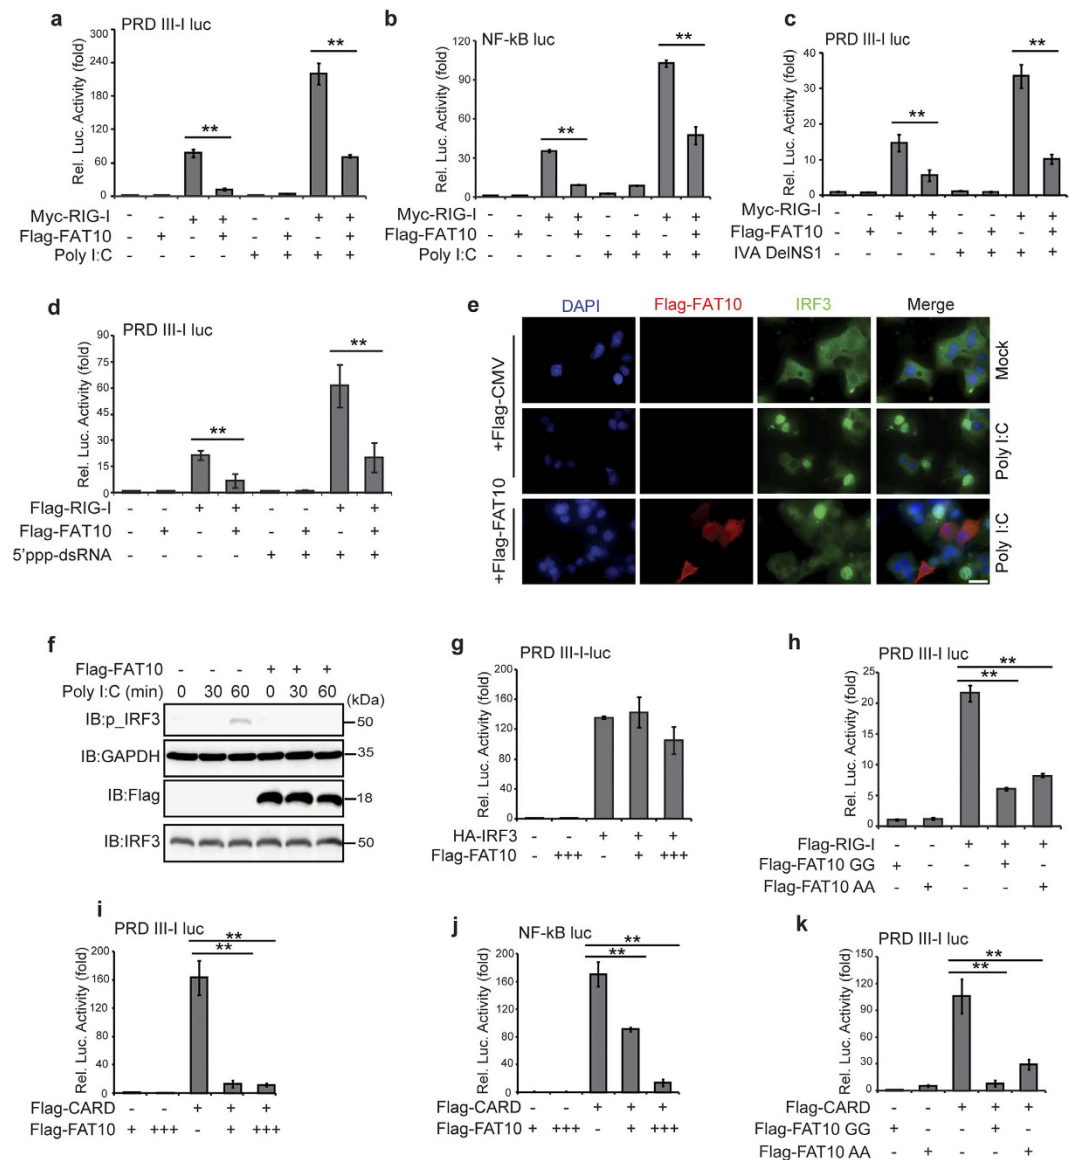 a
PRD III-I luc
Rel. Luc. Activity (fold)
300
240
180
120
60
0
**
**
Myc-RIG-I - - + + - - + +
Flag-FAT10 - + - + - + - +
Poly I:C - - - - + + + +
b
NF-kB luc
Rel. Luc. Activity (fold)
120
90
60
30
0
**
**
Myc-RIG-I - - + + - - + +
Flag-FAT10 - + - + - + - +
Poly I:C - - - - + + + +
c
PRD III-I luc
Rel. Luc. Activity (fold)
40
30
20
10
0
**
**
Myc-RIG-I - - + + - - + +
Flag-FAT10 - + - + - + - +
IVA DelNS1 - - - - + + + +
d
PRD III-I luc
Rel. Luc. Activity (fold)
90
75
60
45
30
15
0
**
**
Flag-RIG-I - - + + - - + +
Flag-FAT10 - + - + - + - +
5'ppp-dsRNA - - - - + + + +
e
DAPI Flag-FAT10 IRF3 Merge
+Flag-CMV
+Flag-FAT10
Mock
Poly I:C
Poly I:C
f
Flag-FAT10 - - - + + +
Poly I:C (min) 0 30 60 0 30 60 (kDa)
IB:p_IRF3 50
IB:GAPDH 35
IB:Flag 18
IB:IRF3 50
g
PRD III-I-luc
Rel. Luc. Activity (fold)
200
150
100
50
0
HA-IRF3 - - + + +
Flag-FAT10 - +++ - + +++
h
PRD III-I luc
Rel. Luc. Activity (fold)
25
20
15
10
5
0
**
**
Flag-RIG-I - - + + +
Flag-FAT10 GG + - - + -
Flag-FAT10 AA - + - - +
i
PRD III-I luc
Rel. Luc. Activity (fold)
200
160
120
80
40
0
**
**
Flag-CARD - - + + +
Flag-FAT10 + +++ - + +++
j
NF-kB luc
Rel. Luc. Activity (fold)
200
150
100
50
0
**
**
Flag-CARD - - + + +
Flag-FAT10 + +++ - + +++
k
PRD III-I luc
Rel. Luc. Activity (fold)
150
120
90
60
30
0
**
**
Flag-CARD - - + + +
Flag-FAT10 GG + - - + -
Flag-FAT10 AA - + - - +